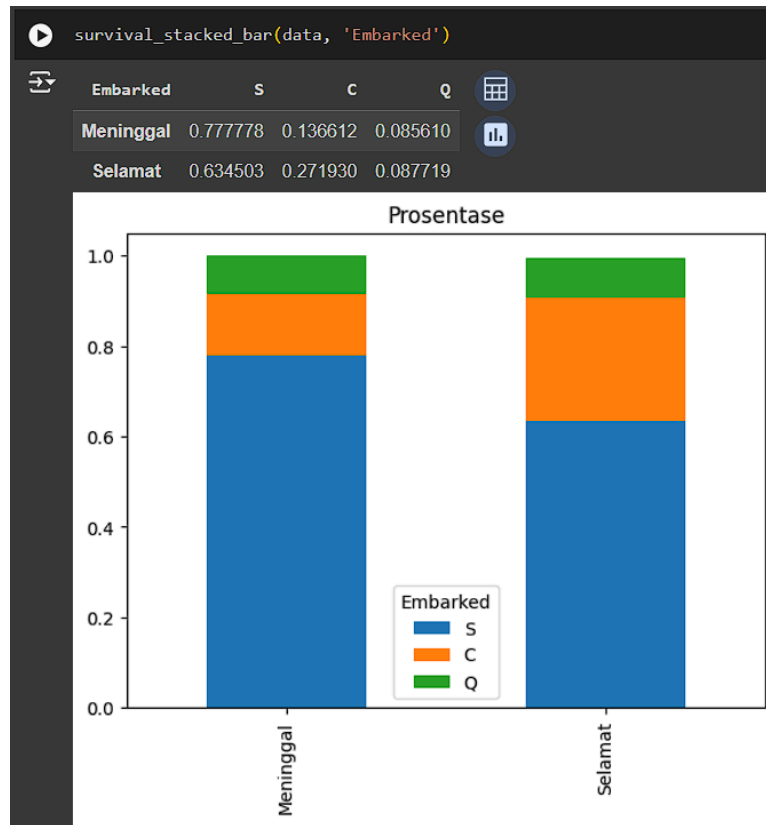 survival_stacked_bar(data, 'Embarked')
Embarked S C Q
Meninggal 0.777778 0.136612 0.085610
Selamat 0.634503 0.271930 0.087719
Prosentase
1.0
0.8
0.6
0.4
0.2
0.0
Embarked
S
C
Q
Meninggal
Selamat